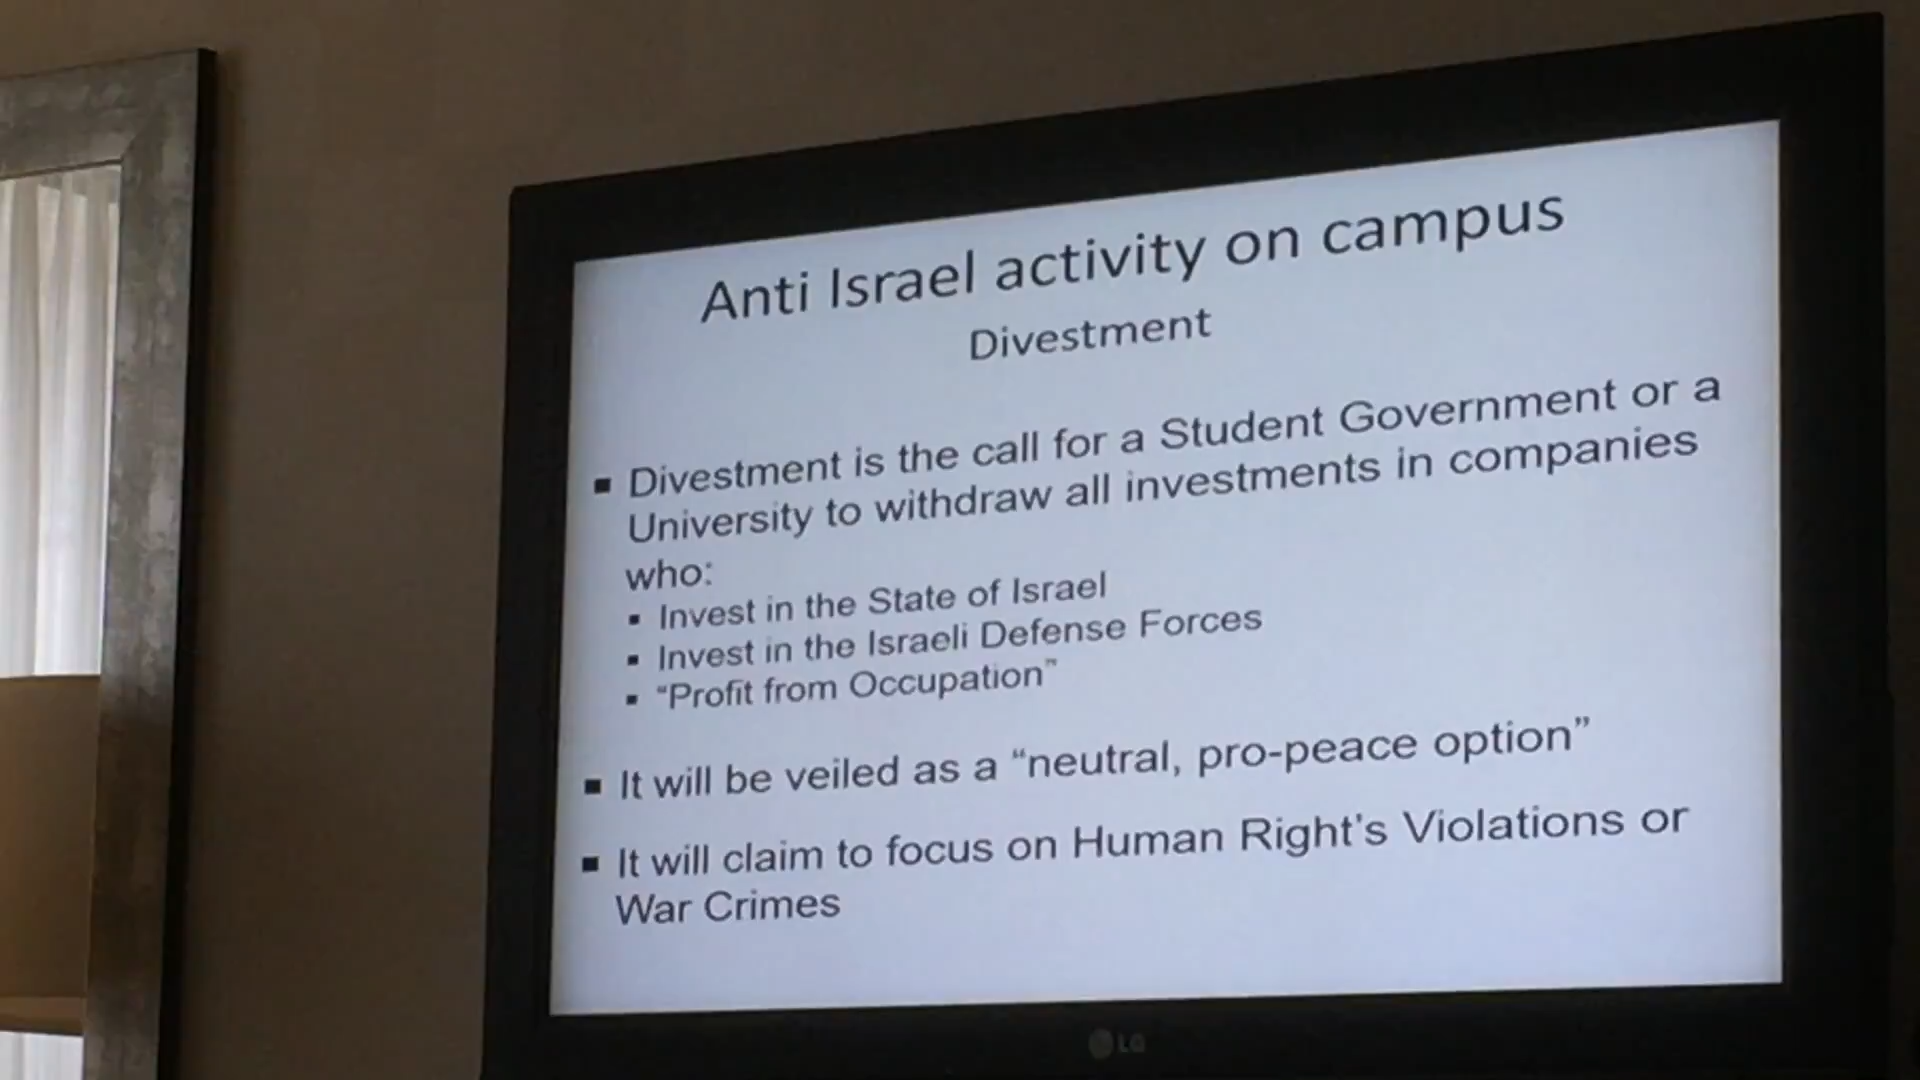 Anti Israel activity on campus
Divestment
▪ Divestment is the call for a Student Government or a
University to withdraw all investments in companies
who:
▪ Invest in the State of Israel
▪ Invest in the Israeli Defense Forces
▪ “Profit from Occupation”
▪ It will be veiled as a “neutral, pro-peace option”
▪ It will claim to focus on Human Right's Violations or
War Crimes
LG